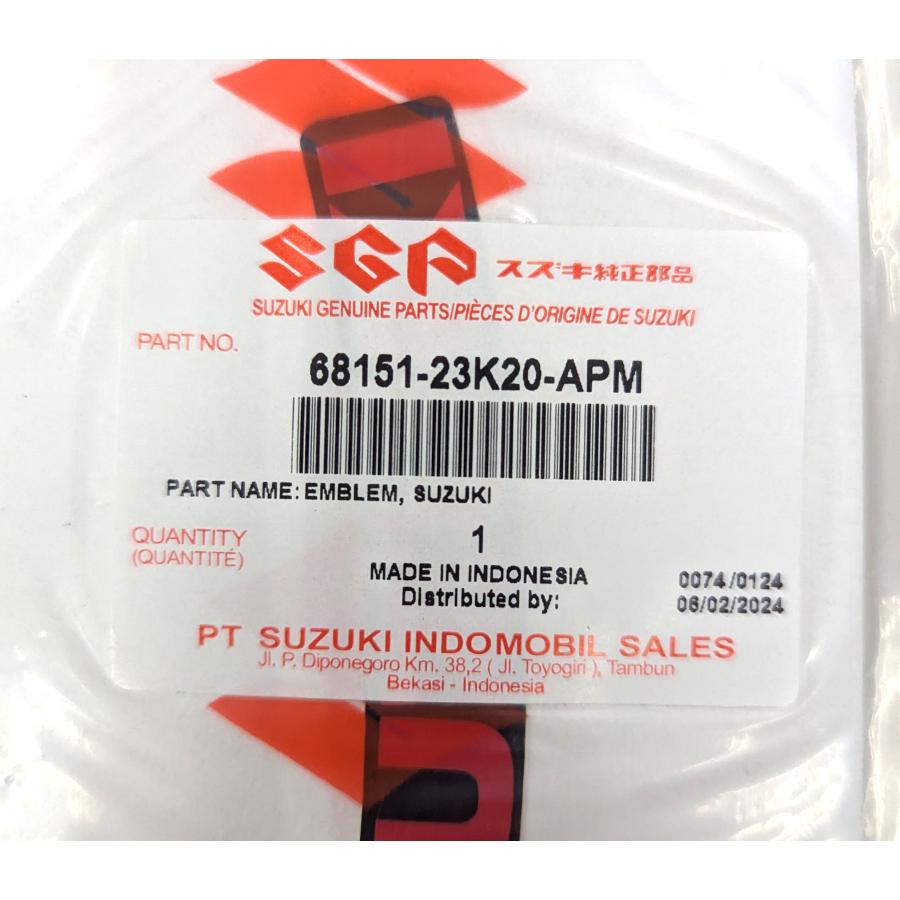 SGP スズキ純正部品
SUZUKI GENUINE PARTS/PIÈCES D'ORIGINE DE SUZUKI
PART NO.
68151-23K20-APM
PART NAME: EMBLEM, SUZUKI
QUANTITY
(QUANTITÉ)
1
MADE IN INDONESIA
0074/0124
Distributed by:
06/02/2024
PT SUZUKI INDOMOBIL SALES
Jl. P. Diponegoro Km. 38,2 ( Jl. Toyogiri ), Tambun
Bekasi - Indonesia